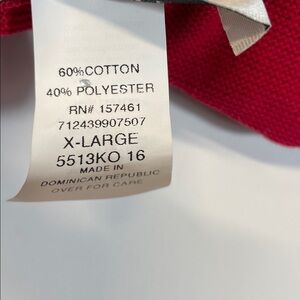 60%COTTON
40% POLYESTER
RN# 157461
712439907507
X-LARGE
5513KO 16
MADE IN
DOMINICAN REPUBLIC
OVER FOR CARE